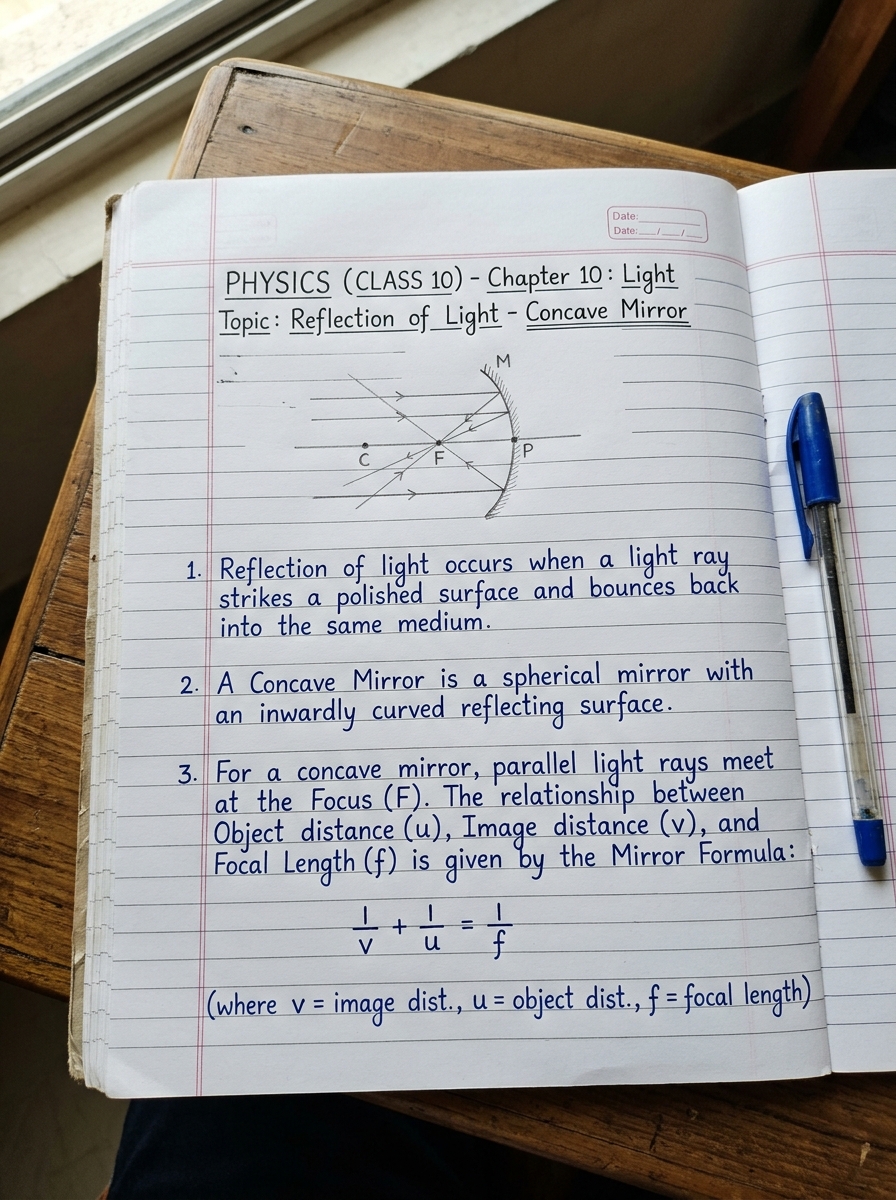 Date:
Date: / /
PHYSICS (CLASS 10) - Chapter 10: Light
Topic: Reflection of Light - Concave Mirror
M
C
F
P
1. Reflection of light occurs when a light ray
strikes a polished surface and bounces back
into the same medium.
2. A Concave Mirror is a spherical mirror with
an inwardly curved reflecting surface.
3. For a concave mirror, parallel light rays meet
at the Focus (F). The relationship between
Object distance (u), Image distance (v), and
Focal Length (f) is given by the Mirror Formula:
1/v + 1/u = 1/f
(where v = image dist., u = object dist., f = focal length)